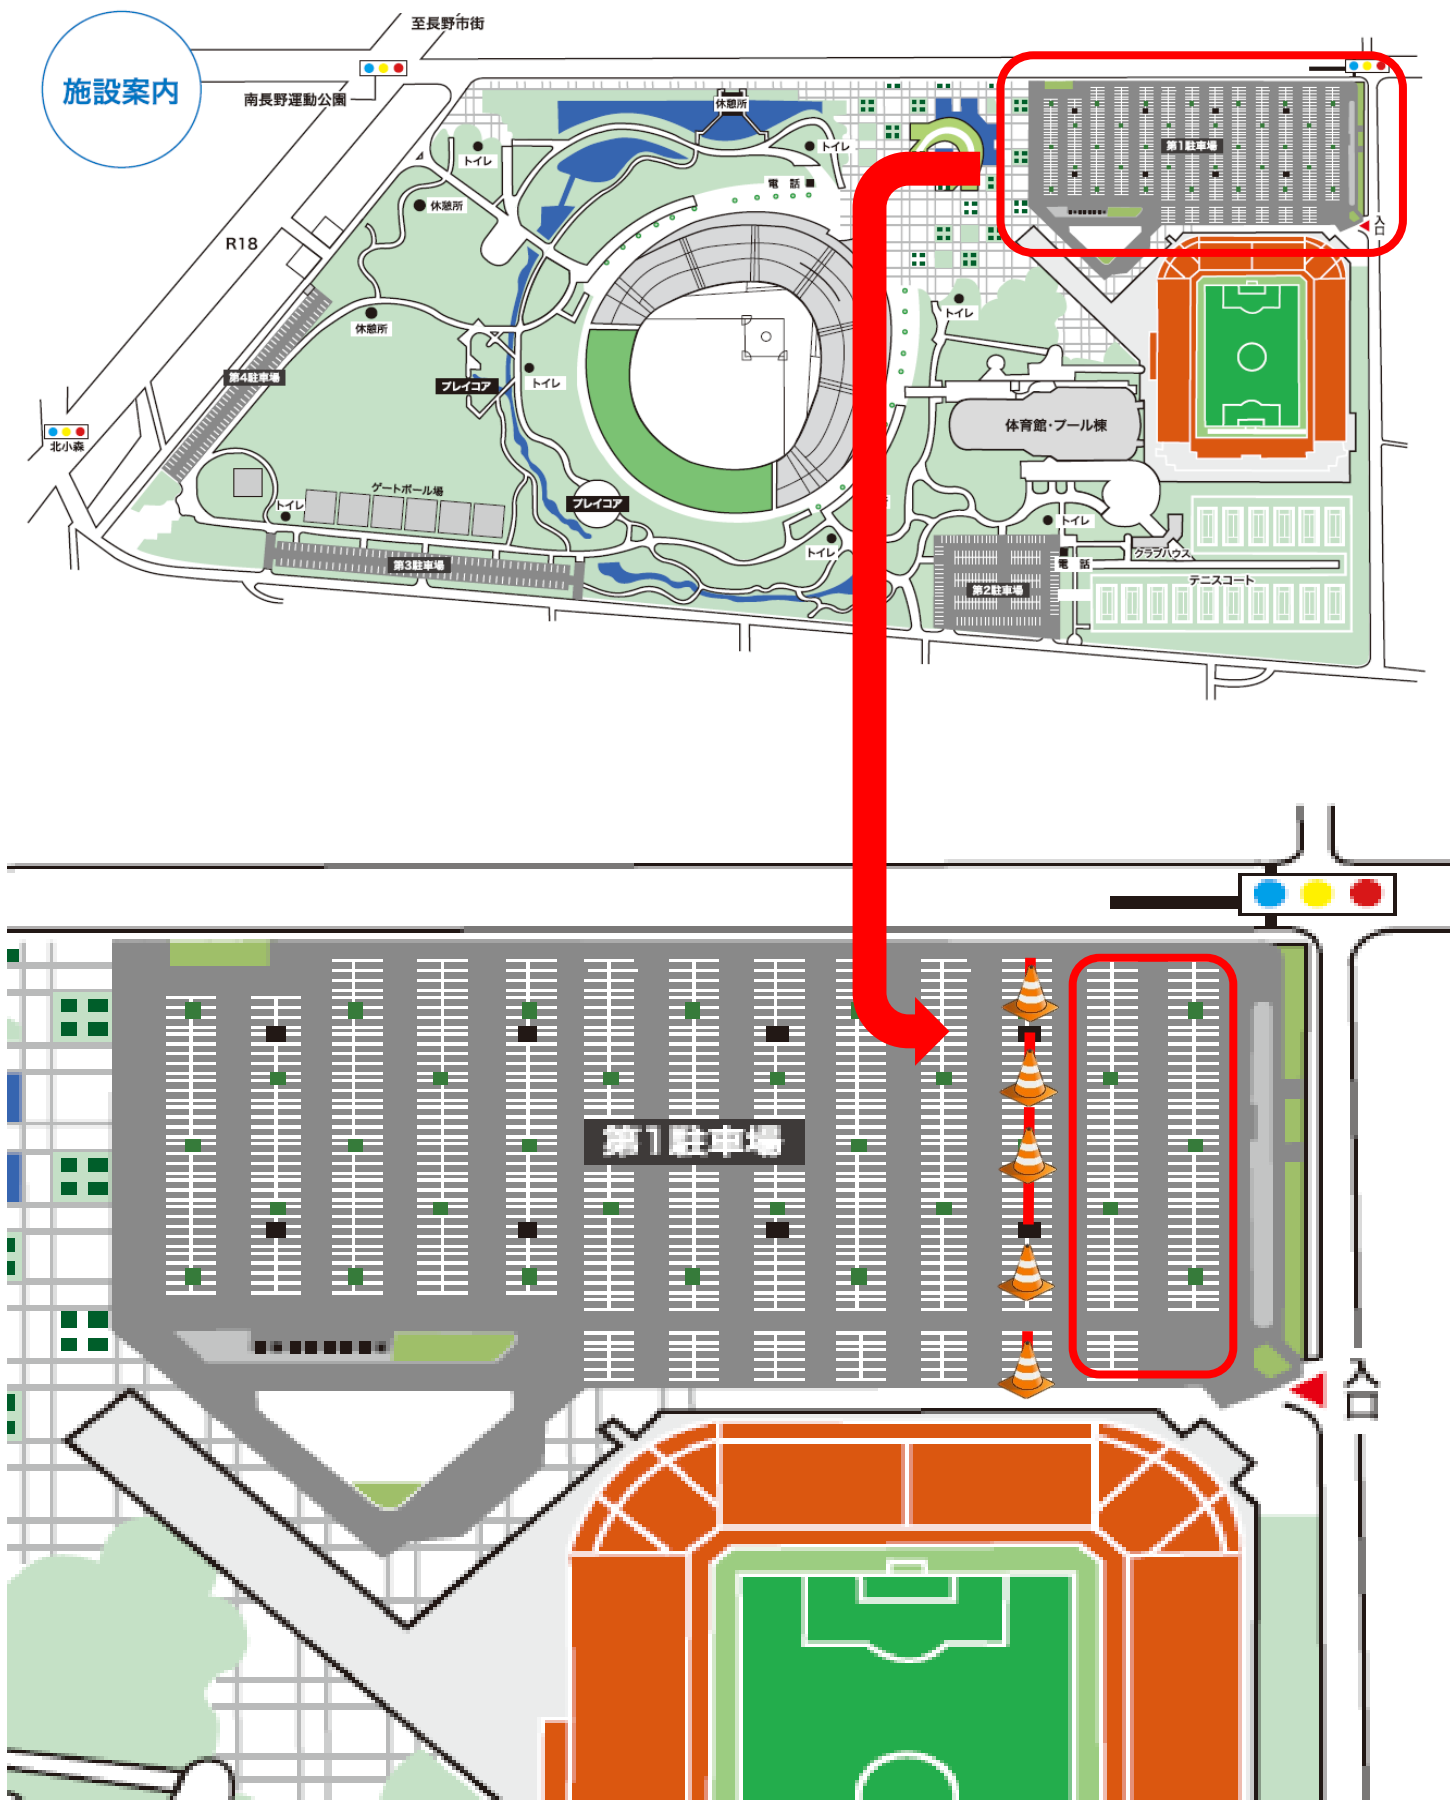 至長野市街
施設案内
南長野運動公園
休憩所
トイレ
トイレ
第1駐車場
電話
休憩所
入口
R18
トイレ
休憩所
第4駐車場
プレイコア
トイレ
体育館・プール棟
北小森
ゲートボール場
トイレ
プレイコア
トイレ
トイレ
クラブハウス
電話
第3駐車場
テニスコート
第2駐車場
第1駐車場
入口